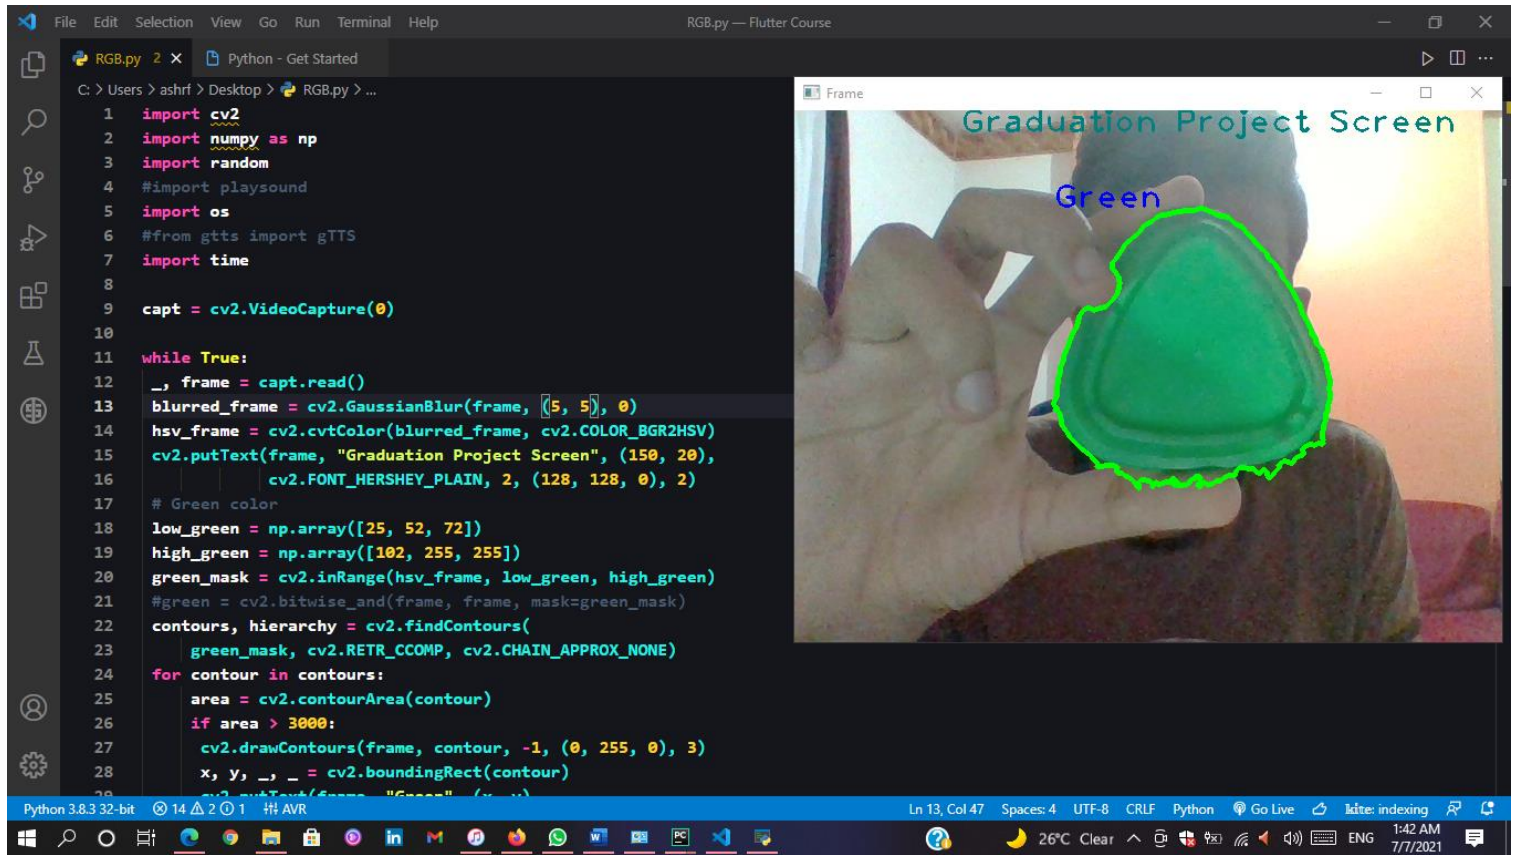 File Edit Selection View Go Run Terminal Help RGB.py — Flutter Course
RGB.py 2 Python - Get Started
C: > Users > ashrf > Desktop > RGB.py > ...
1 import cv2
2 import numpy as np
3 import random
4 #import playsound
5 import os
6 #from gtts import gTTS
7 import time
8
9 capt = cv2.VideoCapture(0)
10
11 while True:
12 _, frame = capt.read()
13 blurred_frame = cv2.GaussianBlur(frame, (5, 5), 0)
14 hsv_frame = cv2.cvtColor(blurred_frame, cv2.COLOR_BGR2HSV)
15 cv2.putText(frame, "Graduation Project Screen", (150, 20),
16 cv2.FONT_HERSHEY_PLAIN, 2, (128, 128, 0), 2)
17 # Green color
18 low_green = np.array([25, 52, 72])
19 high_green = np.array([102, 255, 255])
20 green_mask = cv2.inRange(hsv_frame, low_green, high_green)
21 #green = cv2.bitwise_and(frame, frame, mask=green_mask)
22 contours, hierarchy = cv2.findContours(
23 green_mask, cv2.RETR_CCOMP, cv2.CHAIN_APPROX_NONE)
24 for contour in contours:
25 area = cv2.contourArea(contour)
26 if area > 3000:
27 cv2.drawContours(frame, contour, -1, (0, 255, 0), 3)
28 x, y, _, _ = cv2.boundingRect(contour)
29 cv2.putText(frame, "Green", (x, y),
Frame
Graduation Project Screen
Green
Python 3.8.3 32-bit 14 2 1 AVR Ln 13, Col 47 Spaces: 4 UTF-8 CRLF Python Go Live kite: indexing
26°C Clear ENG 1:42 AM
7/7/2021